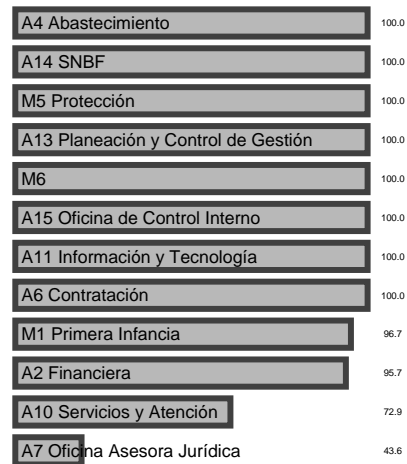 A4 Abastecimiento 100.0
A14 SNBF 100.0
M5 Protección 100.0
A13 Planeación y Control de Gestión 100.0
M6 100.0
A15 Oficina de Control Interno 100.0
A11 Información y Tecnología 100.0
A6 Contratación 100.0
M1 Primera Infancia 96.7
A2 Financiera 95.7
A10 Servicios y Atención 72.9
A7 Oficina Asesora Jurídica 43.6